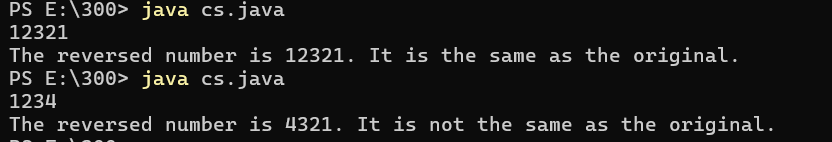 PS E:\300> java cs.java
12321
The reversed number is 12321. It is the same as the original.
PS E:\300> java cs.java
1234
The reversed number is 4321. It is not the same as the original.